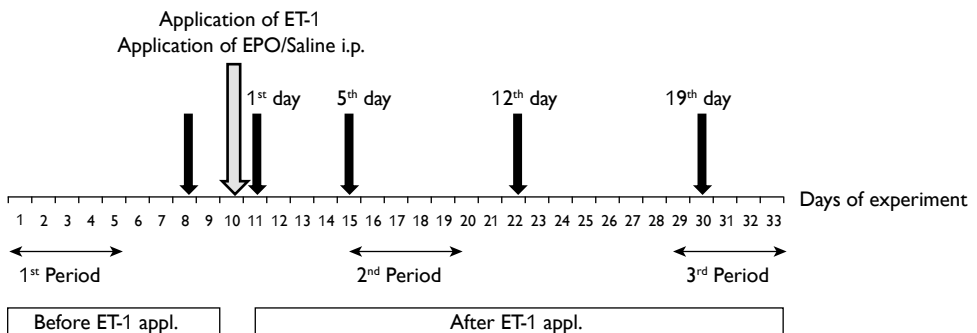 Application of ET-1
Application of EPO/Saline i.p.
1st day 5th day 12th day 19th day
Days of experiment
1 2 3 4 5 6 7 8 9 10 11 12 13 14 15 16 17 18 19 20 21 22 23 24 25 26 27 28 29 30 31 32 33
1st Period 2nd Period 3rd Period
Before ET-1 appl. After ET-1 appl.